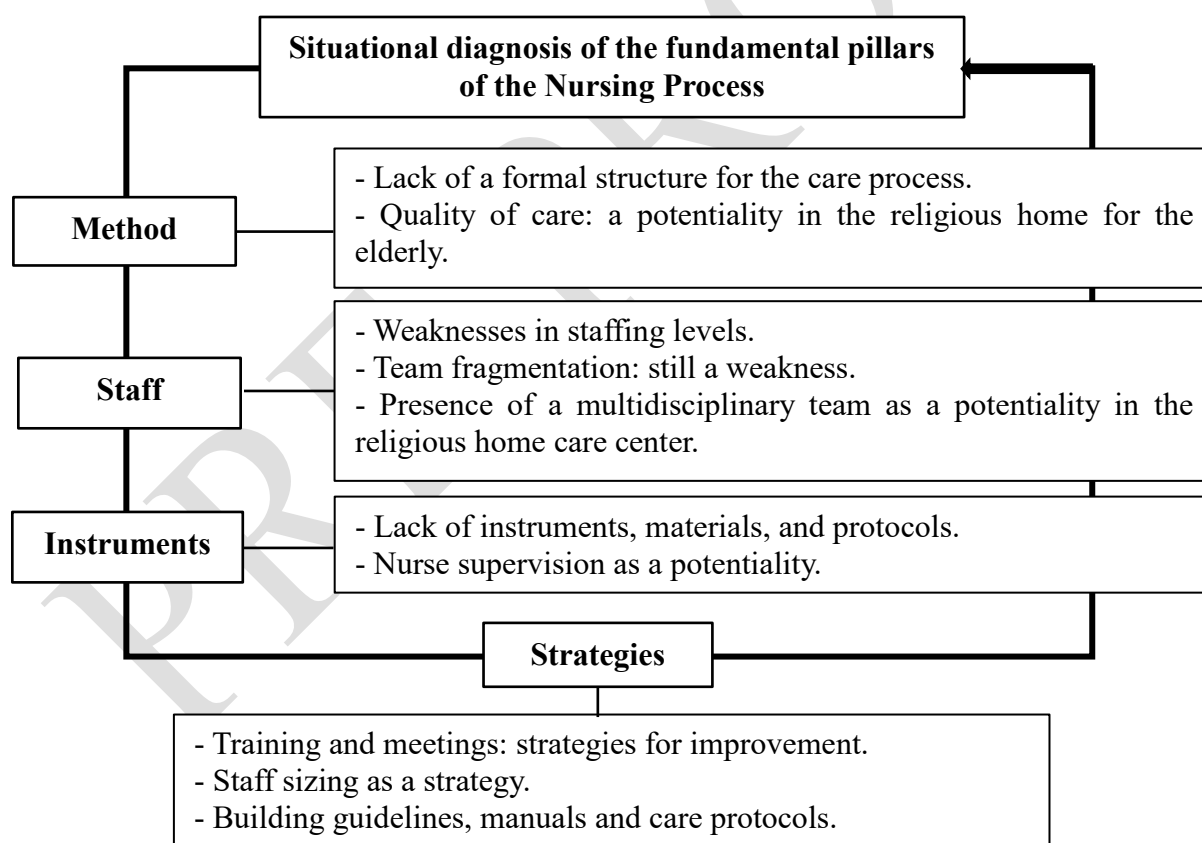 Situational diagnosis of the fundamental pillars
of the Nursing Process
Method
- Lack of a formal structure for the care process.
- Quality of care: a potentiality in the religious home for the
elderly.
Staff
- Weaknesses in staffing levels.
- Team fragmentation: still a weakness.
- Presence of a multidisciplinary team as a potentiality in the
religious home care center.
Instruments
- Lack of instruments, materials, and protocols.
- Nurse supervision as a potentiality.
Strategies
- Training and meetings: strategies for improvement.
- Staff sizing as a strategy.
- Building guidelines, manuals and care protocols.